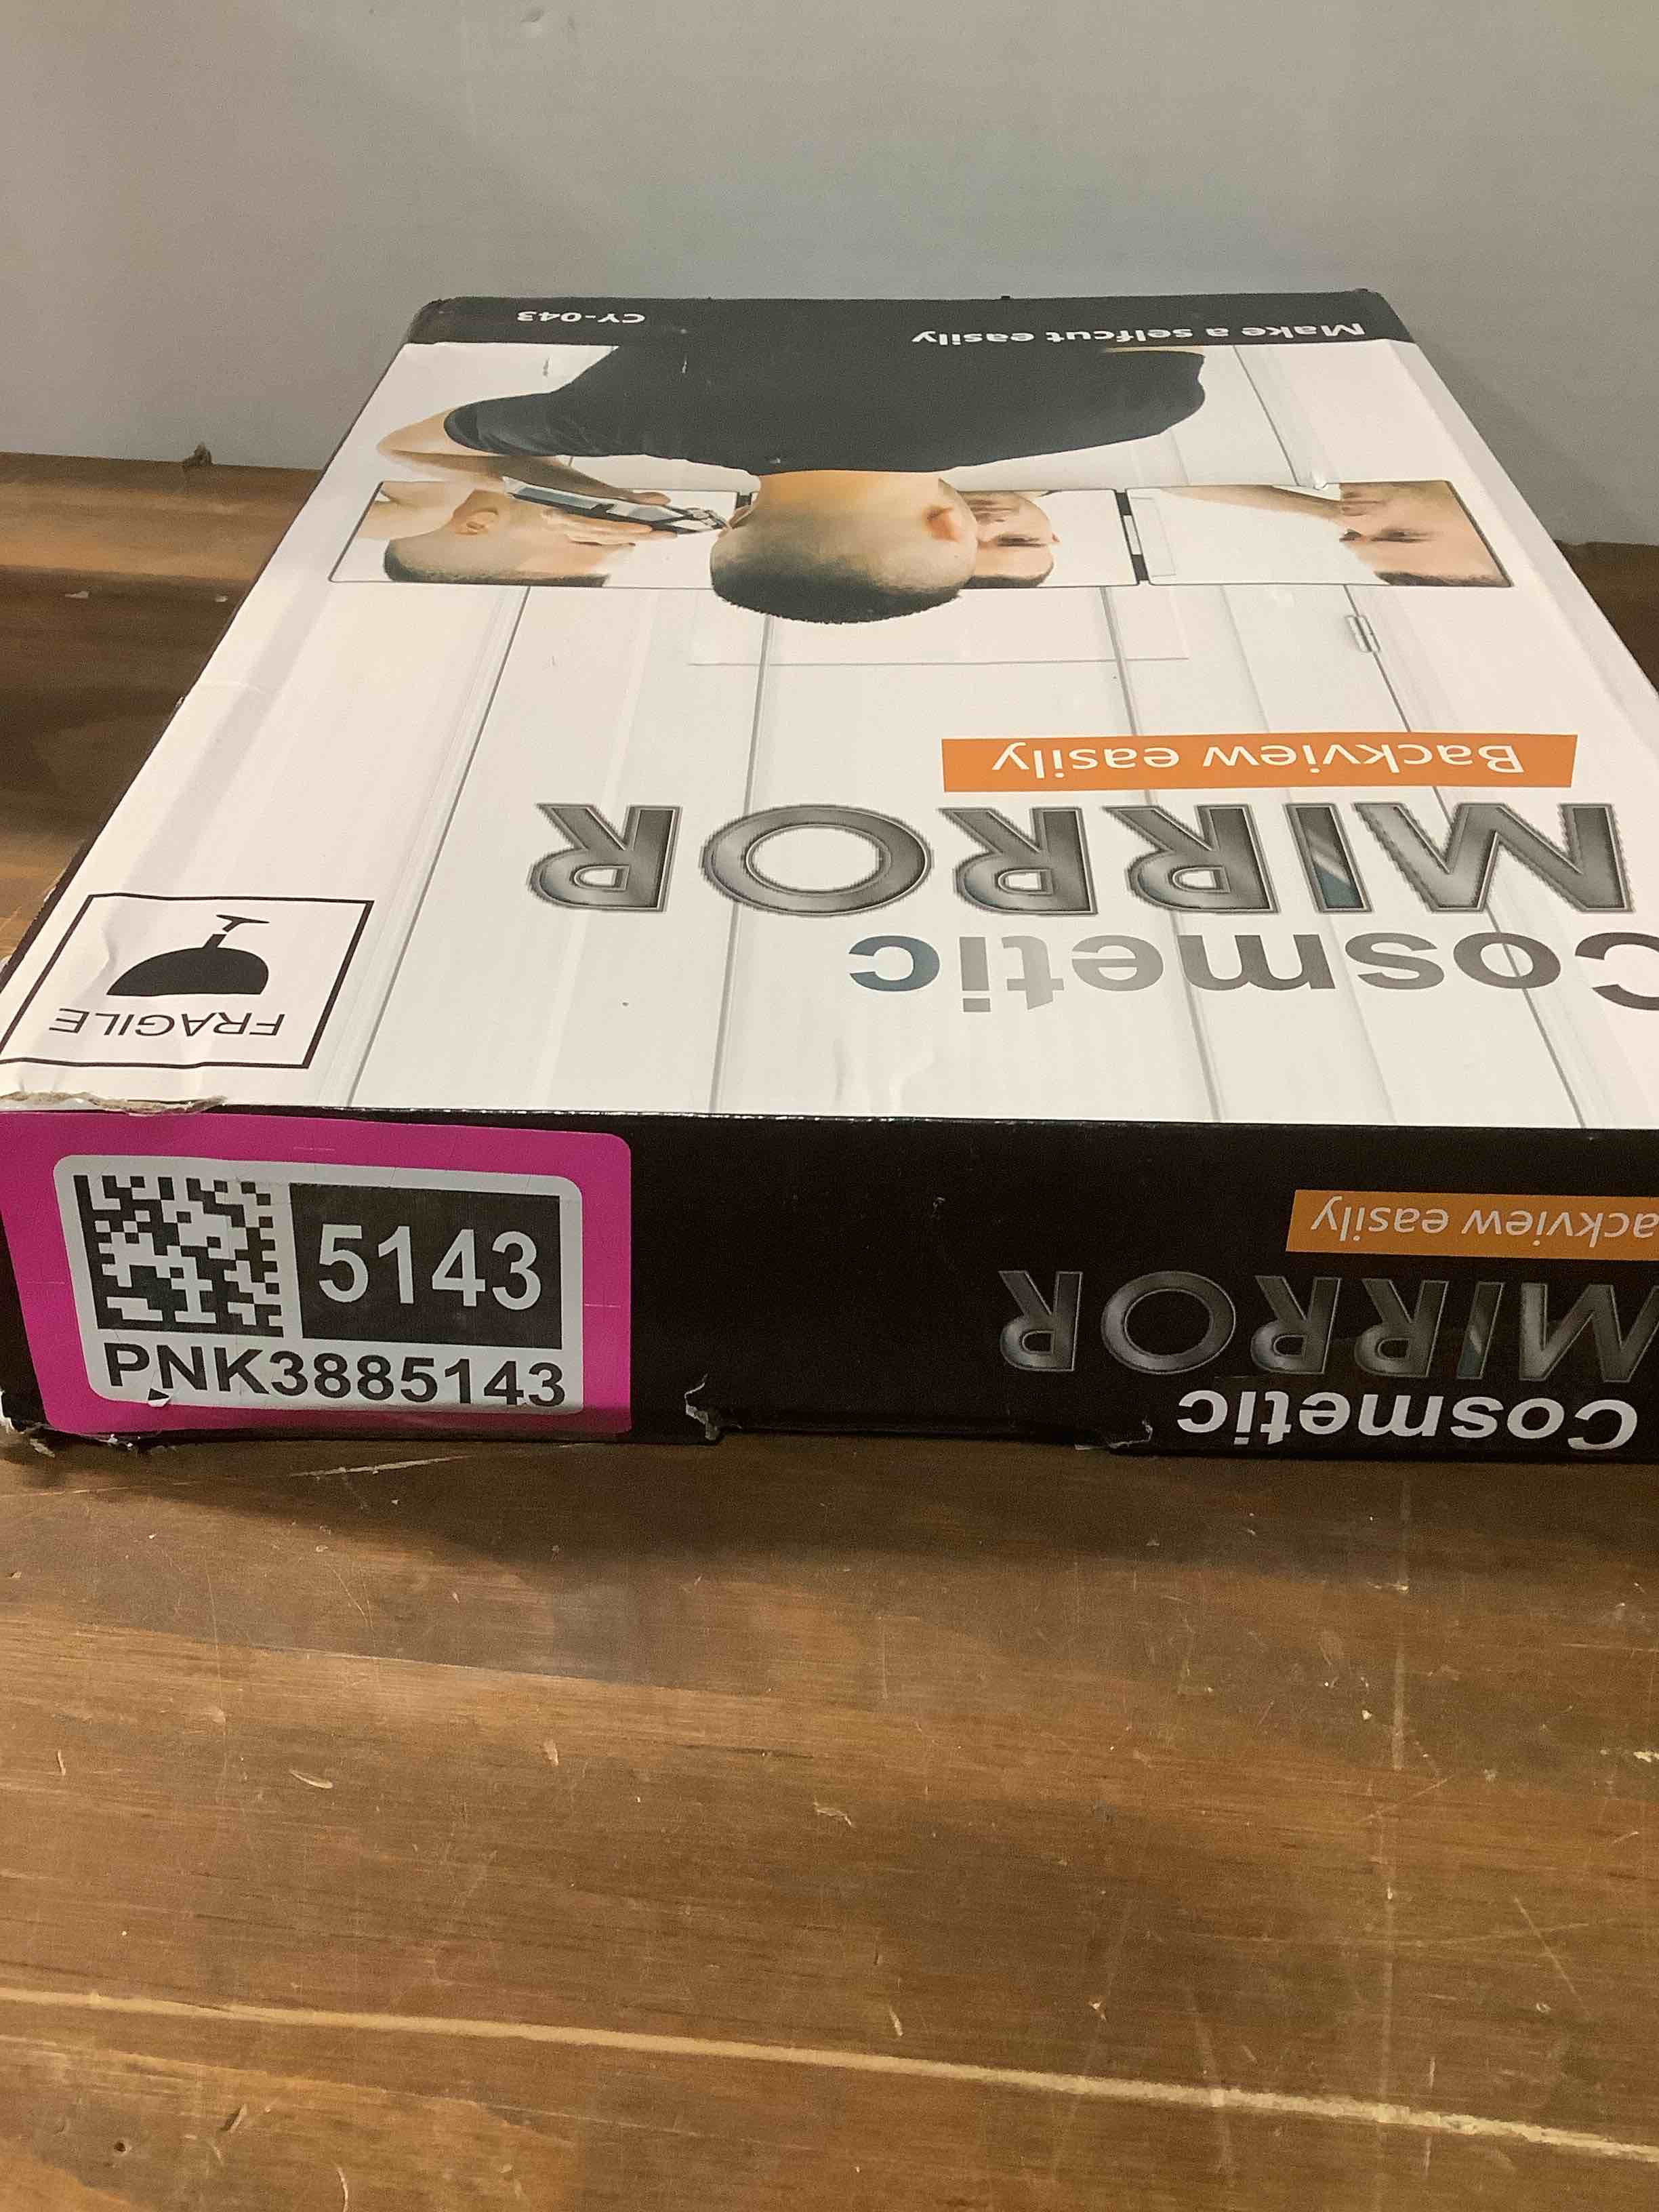 Make a selfcut easily
CY-043
Backview easily
MIRROR
Cosmetic
FRAGILE
5143
PNK3885143
ackview easily
MIRROR
Cosmetic